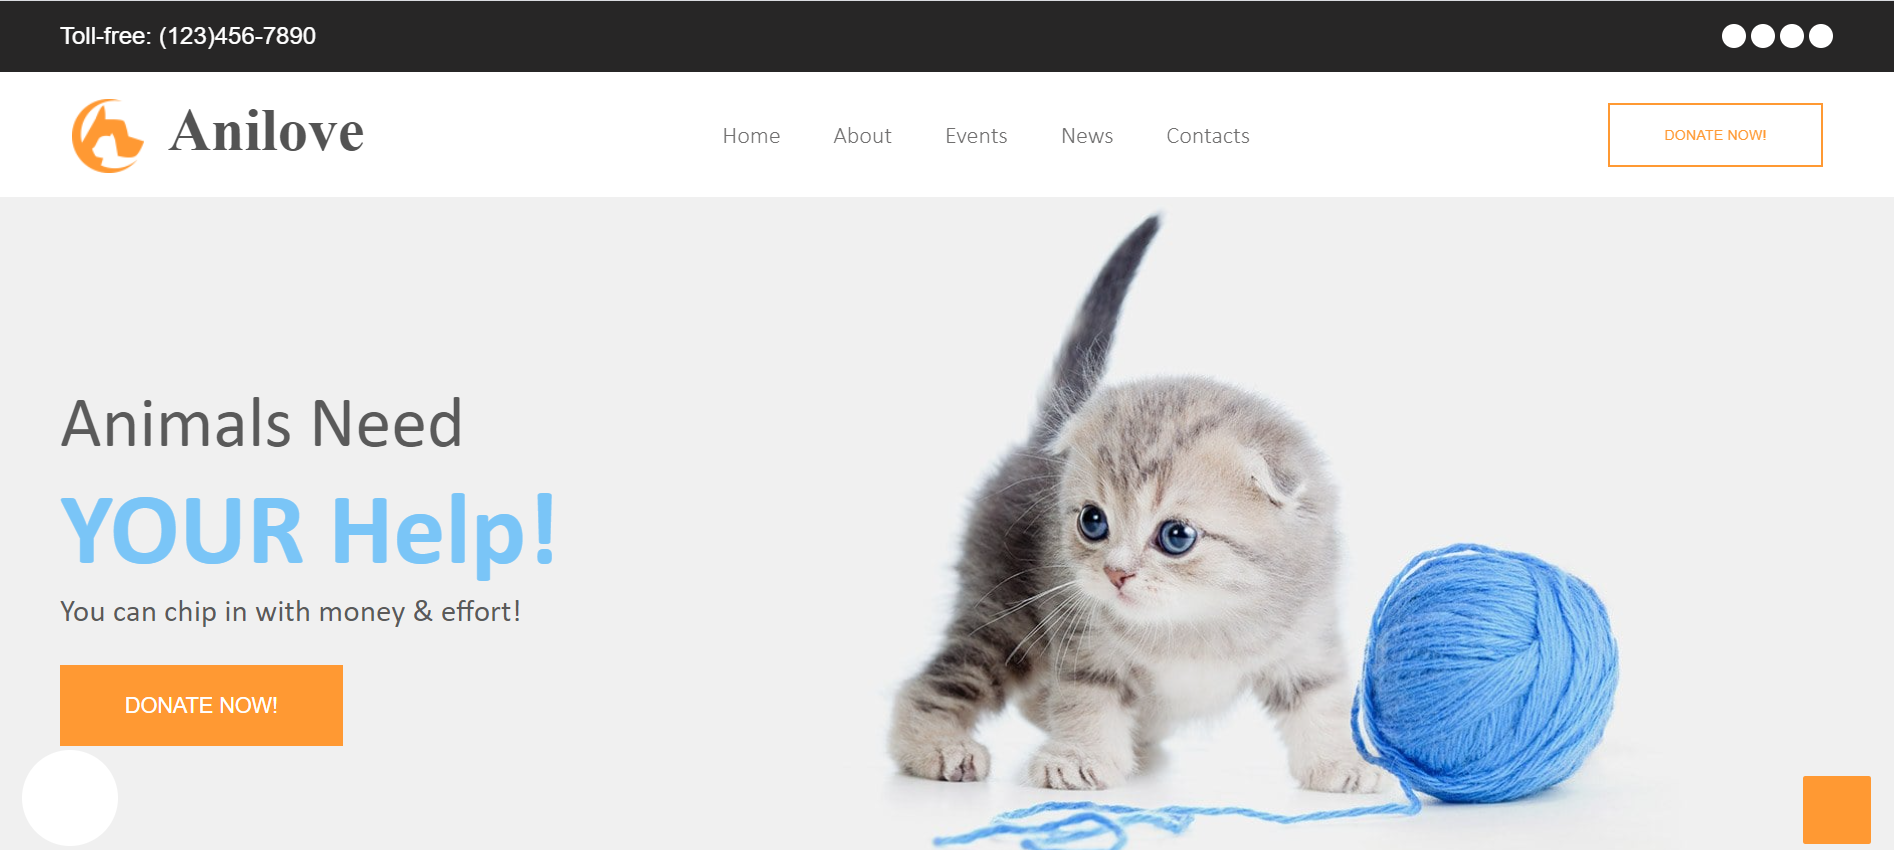 Toll-free: (123)456-7890
Anilove
Home About Events News Contacts
DONATE NOW!
Animals Need
YOUR Help!
You can chip in with money & effort!
DONATE NOW!